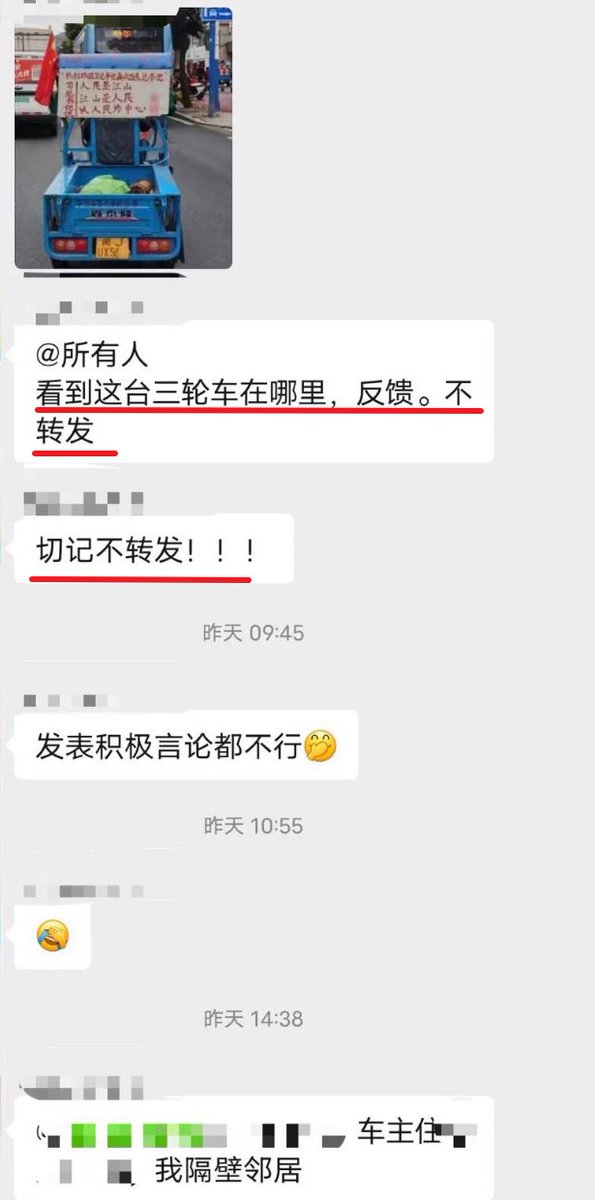 人民是江山
江山是人民
以人民为中心
@所有人
看到这台三轮车在哪里，反馈。不
转发
切记不转发！！！
昨天 09:45
发表积极言论都不行
昨天 10:55
昨天 14:38
车主住
我隔壁邻居